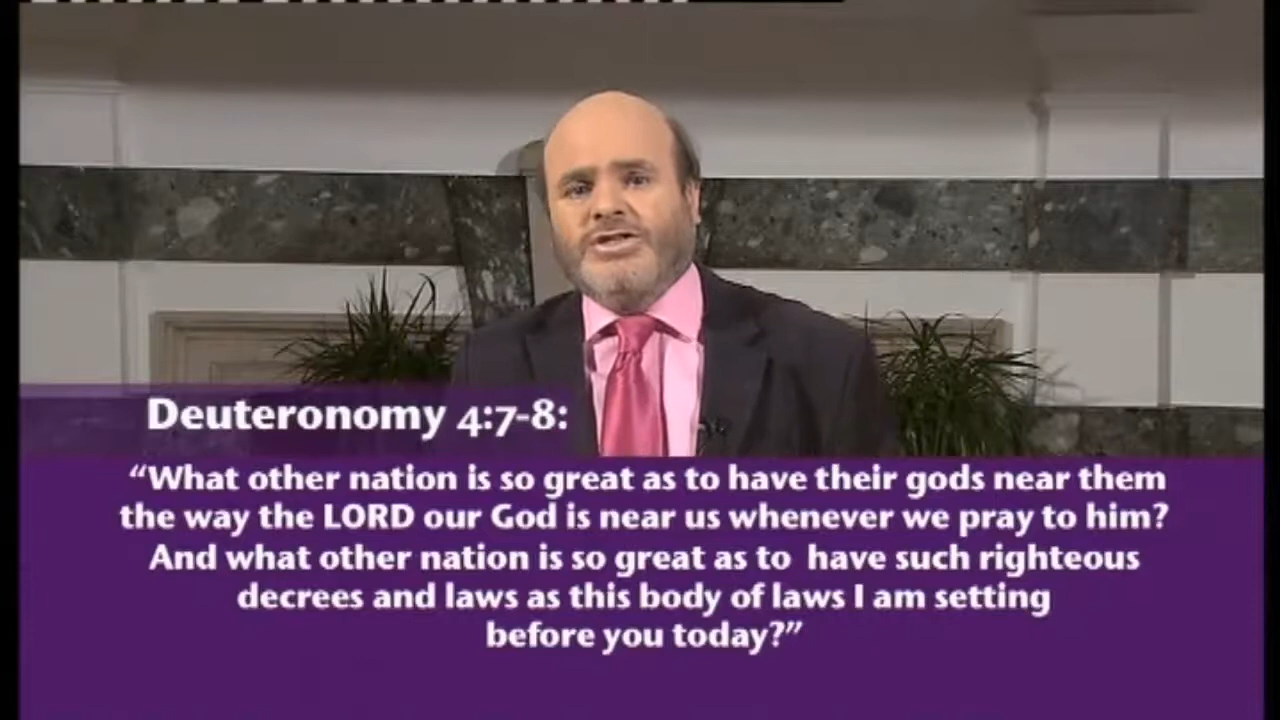 Deuteronomy 4:7-8:
“What other nation is so great as to have their gods near them
the way the LORD our God is near us whenever we pray to him?
And what other nation is so great as to have such righteous
decrees and laws as this body of laws I am setting
before you today?”